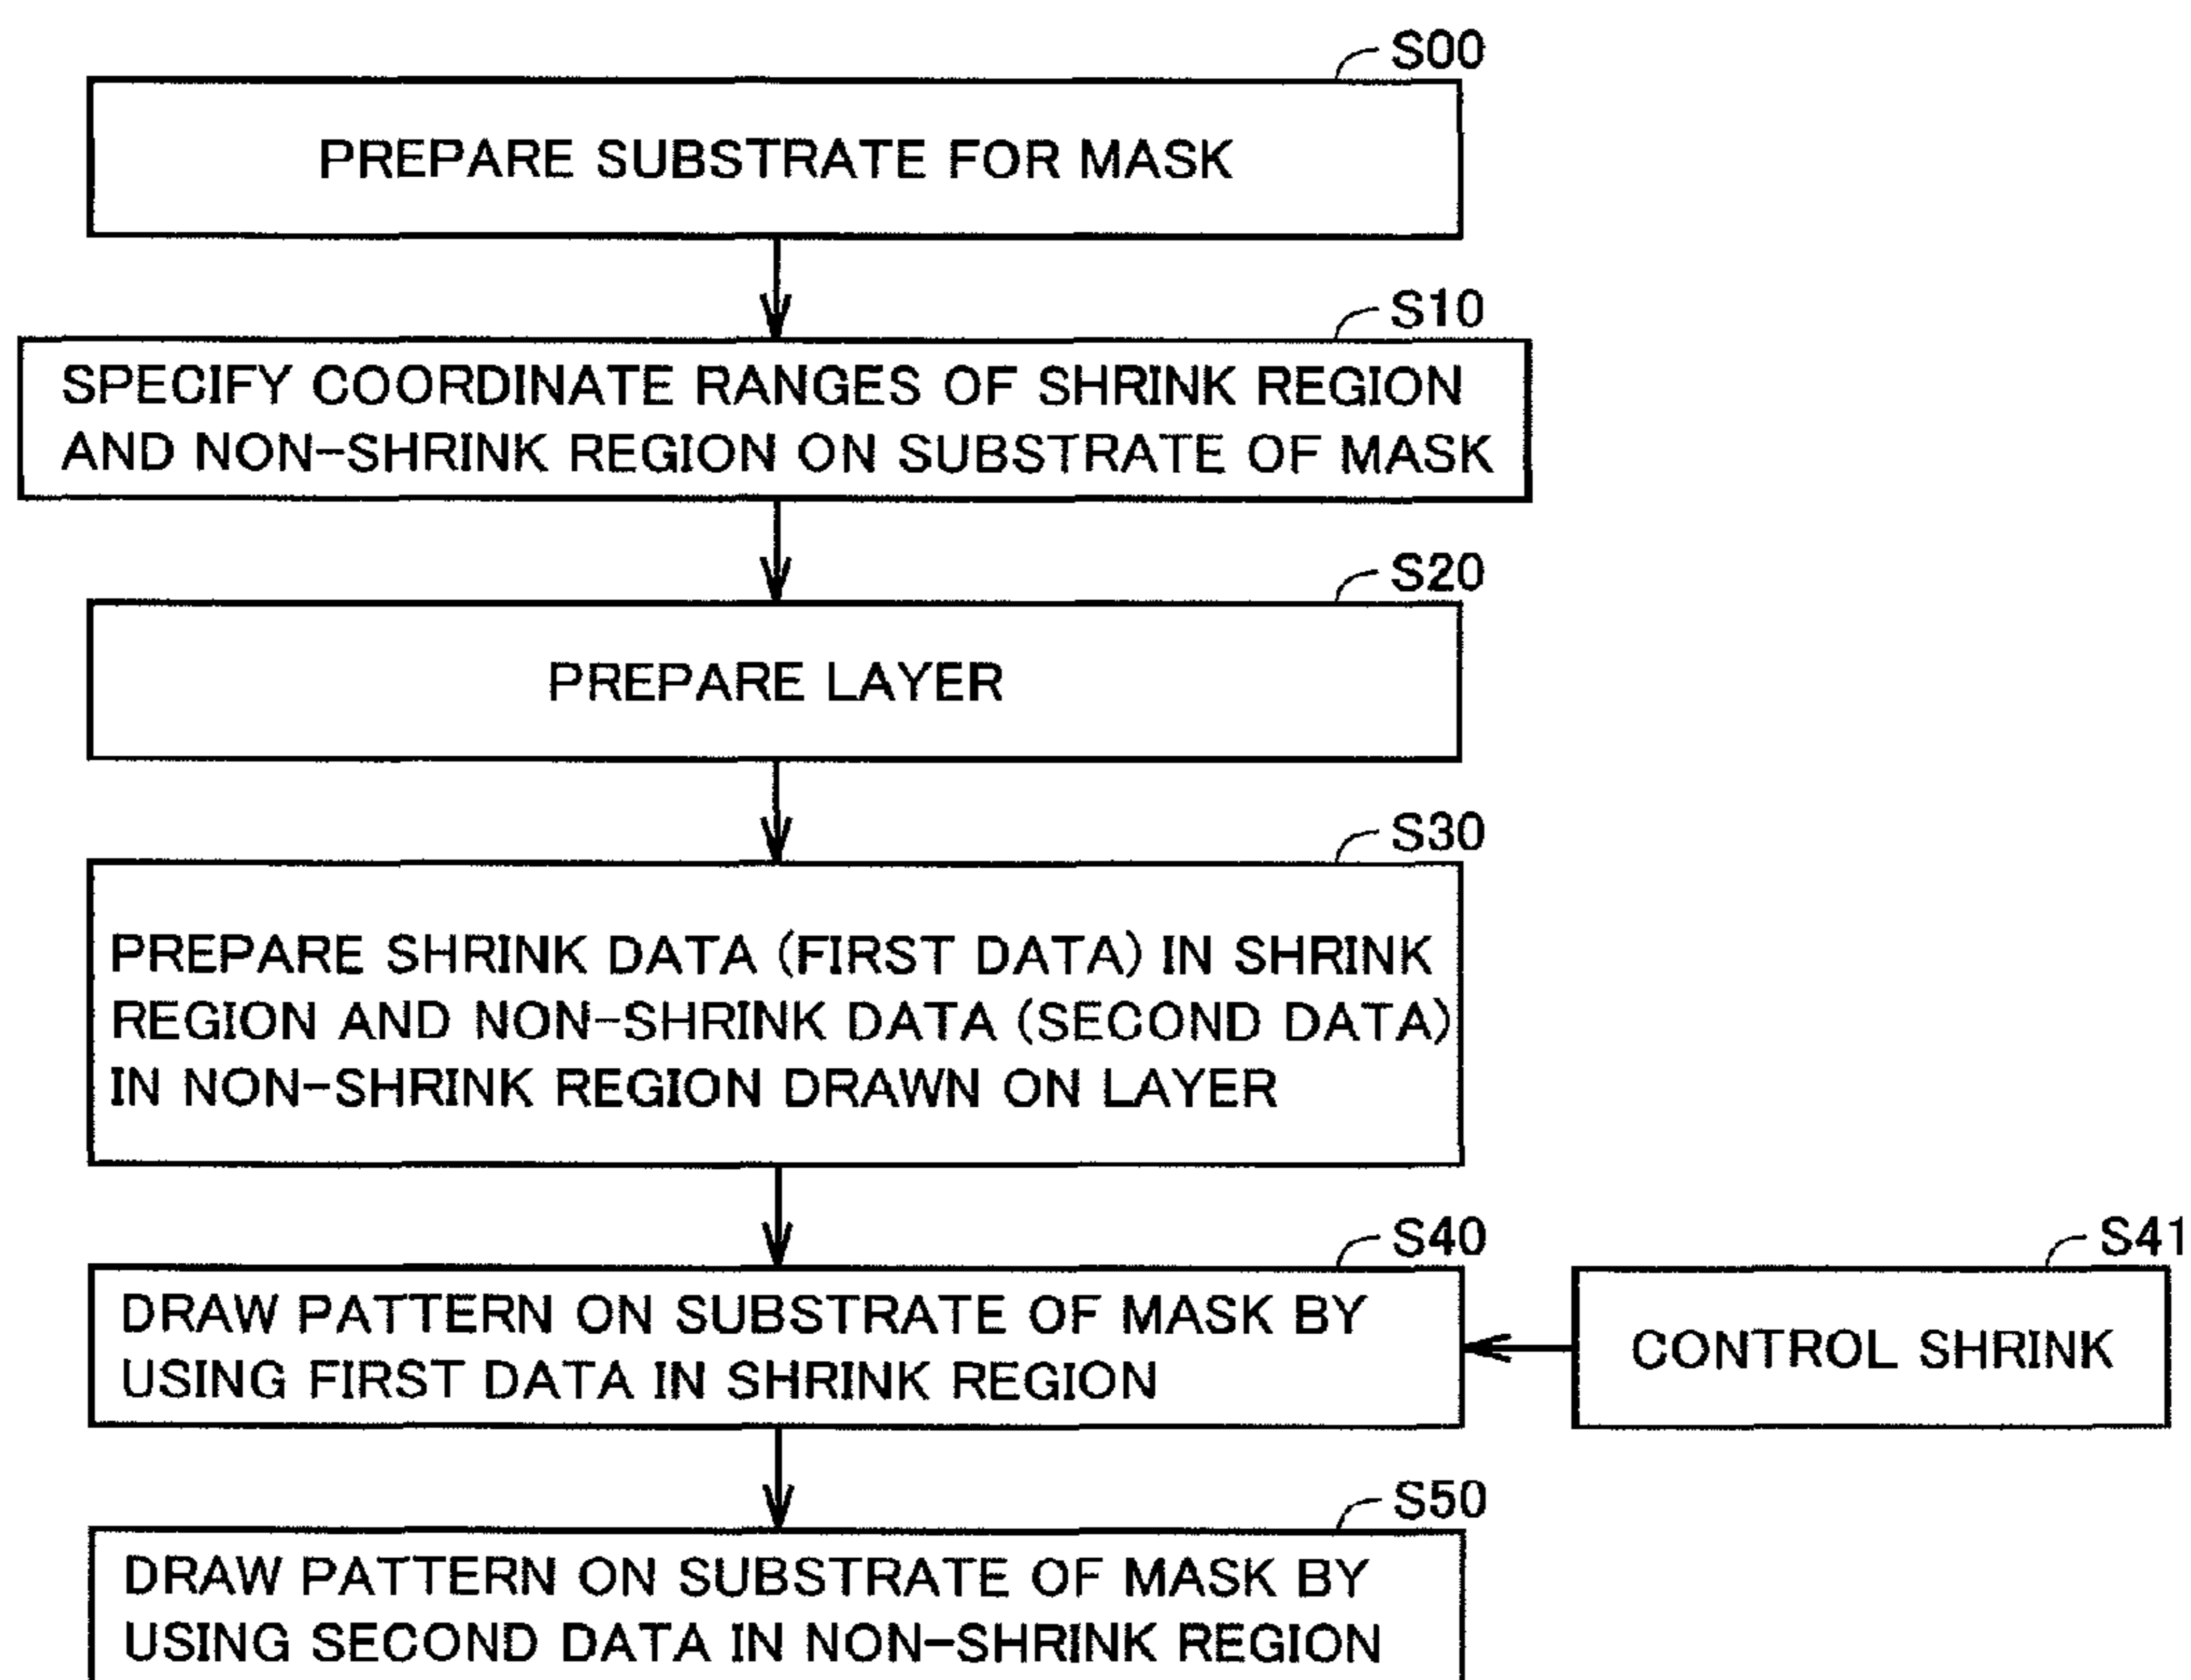 S00
PREPARE SUBSTRATE FOR MASK
S10
SPECIFY COORDINATE RANGES OF SHRINK REGION
AND NON-SHRINK REGION ON SUBSTRATE OF MASK
S20
PREPARE LAYER
S30
PREPARE SHRINK DATA (FIRST DATA) IN SHRINK
REGION AND NON-SHRINK DATA (SECOND DATA)
IN NON-SHRINK REGION DRAWN ON LAYER
S40
DRAW PATTERN ON SUBSTRATE OF MASK BY
USING FIRST DATA IN SHRINK REGION
S41
CONTROL SHRINK
S50
DRAW PATTERN ON SUBSTRATE OF MASK BY
USING SECOND DATA IN NON-SHRINK REGION